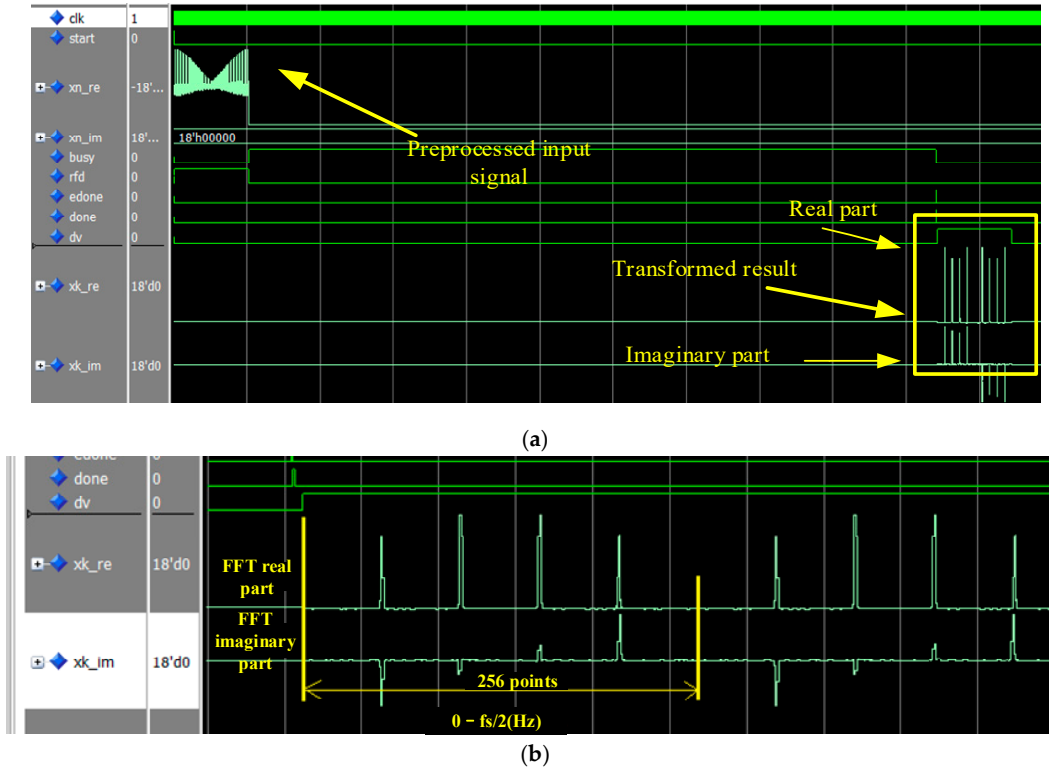 clk 1
start 0
xn_re -18'...
xn_im 18'... 18'h00000
busy 0
rfd 0
edone 0
done 0
dv 0
xk_re 18'd0
xk_im 18'd0
Preprocessed input
signal
Real part
Transformed result
Imaginary part
(a)
edone 0
done 0
dv 0
xk_re 18'd0
xk_im 18'd0
FFT real
part
FFT
imaginary
part
256 points
0 – fs/2(Hz)
(b)